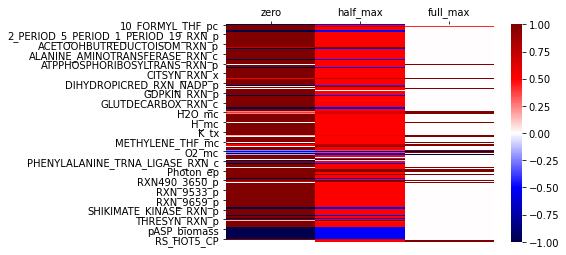 zero half_max full_max
10_FORMYL_THF_pc
2_PERIOD_5_PERIOD_1_PERIOD_19_RXN_p
ACETOOHBUTREDUCTOISOM_RXN_p
ALANINE_AMINOTRANSFERASE_RXN_c
ATPPHOSPHORIBOSYLTRANS_RXN_p
CITSYN_RXN_x
DIHYDROPICRED_RXN_NADP_p
GDPKIN_RXN_p
GLUTDECARBOX_RXN_c
H2O_mc
H_mc
K_tx
METHYLENE_THF_mc
O2_mc
PHENYLALANINE_TRNA_LIGASE_RXN_c
Photon_ep
RXN490_3650_p
RXN_9533_p
RXN_9659_p
SHIKIMATE_KINASE_RXN_p
THRESYN_RXN_p
pASP_biomass
RS_HOT5_CP
1.00
0.75
0.50
0.25
0.00
−0.25
−0.50
−0.75
−1.00